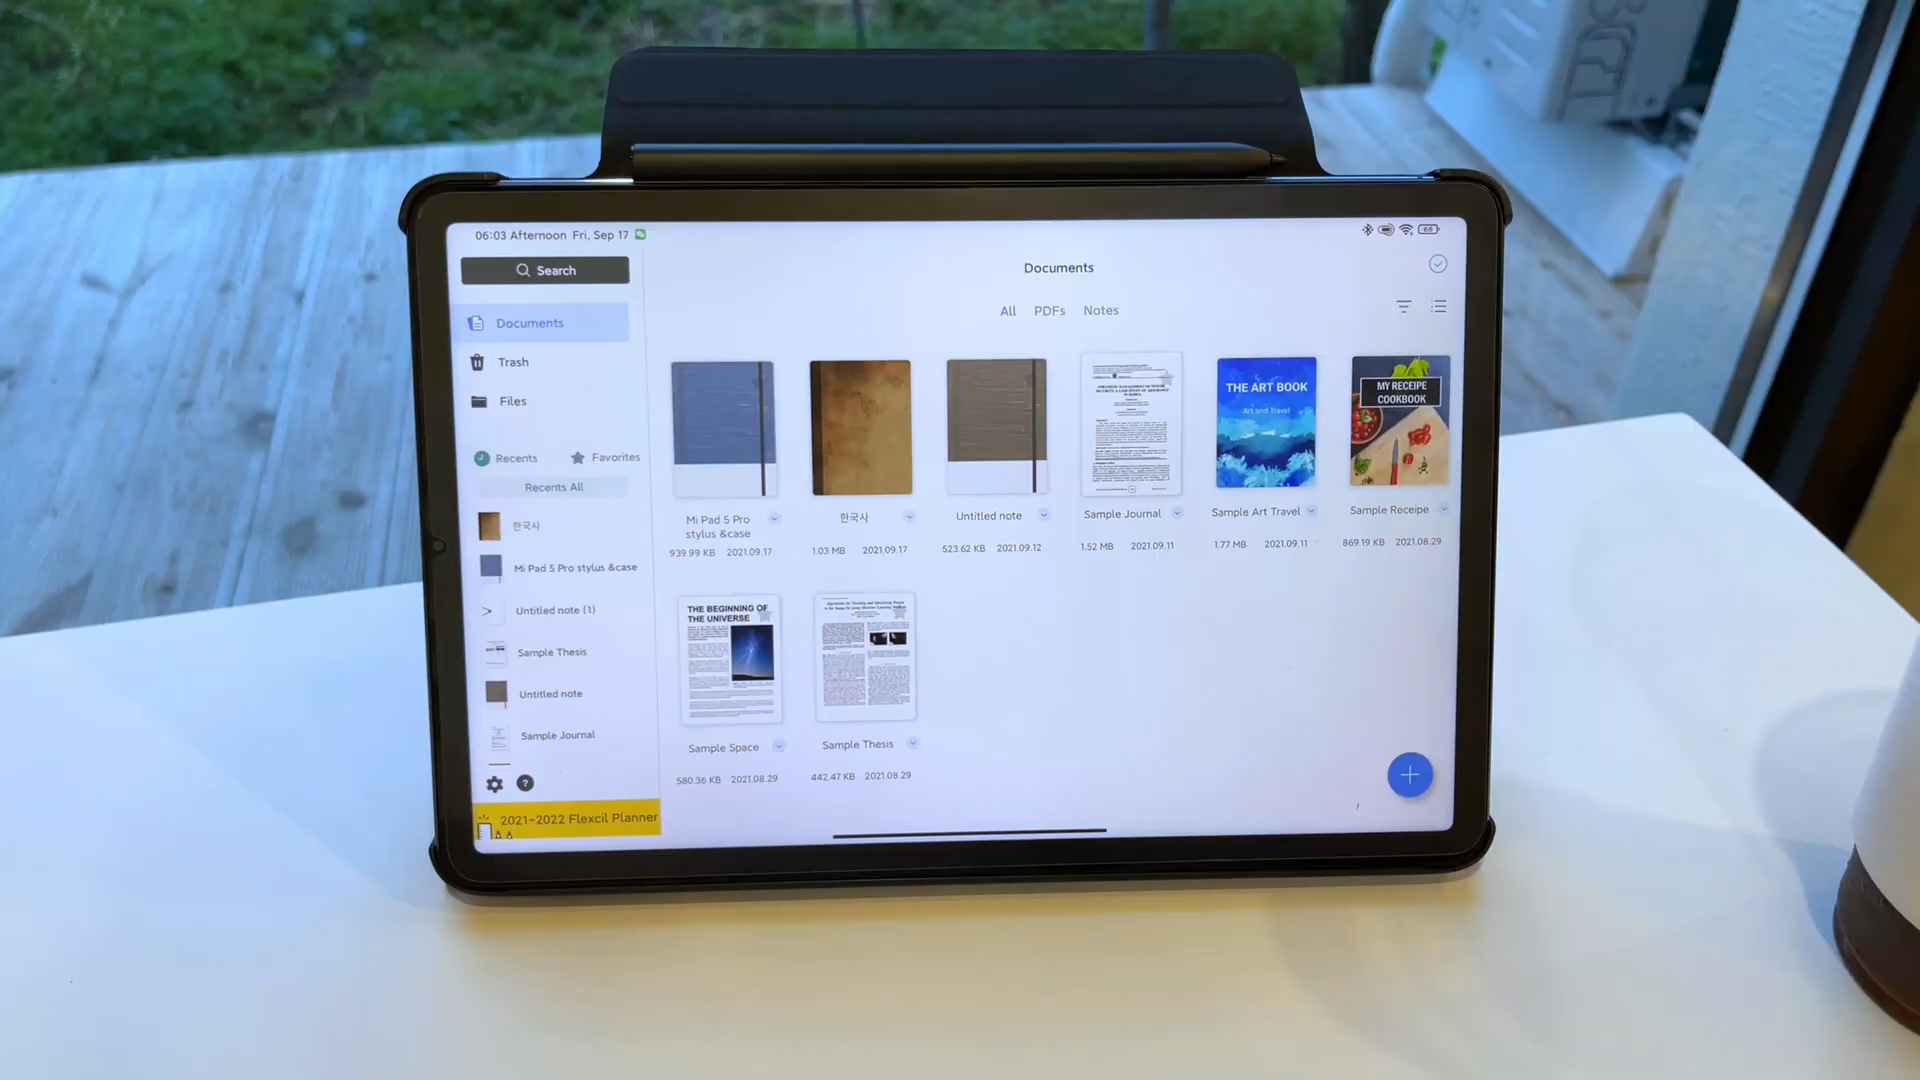 06:03 Afternoon Fri, Sep 17
68
Search
Documents
Trash
Files
Recents
Favorites
Recents All
한국사
Mi Pad 5 Pro stylus &case
Untitled note (1)
Sample Thesis
Untitled note
Sample Journal
?
2021-2022 Flexcil Planner
Documents
All PDFs Notes
Mi Pad 5 Pro
stylus &case
939.99 KB 2021.09.17
한국사
1.03 MB 2021.09.17
Untitled note
523.62 KB 2021.09.12
Sample Journal
1.52 MB 2021.09.11
THE ART BOOK
Art and Travel
Sample Art Travel
1.77 MB 2021.09.11
MY RECEIPE
COOKBOOK
Sample Receipe
869.19 KB 2021.08.29
THE BEGINNING OF
THE UNIVERSE
Sample Space
580.36 KB 2021.08.29
Sample Thesis
442.47 KB 2021.08.29